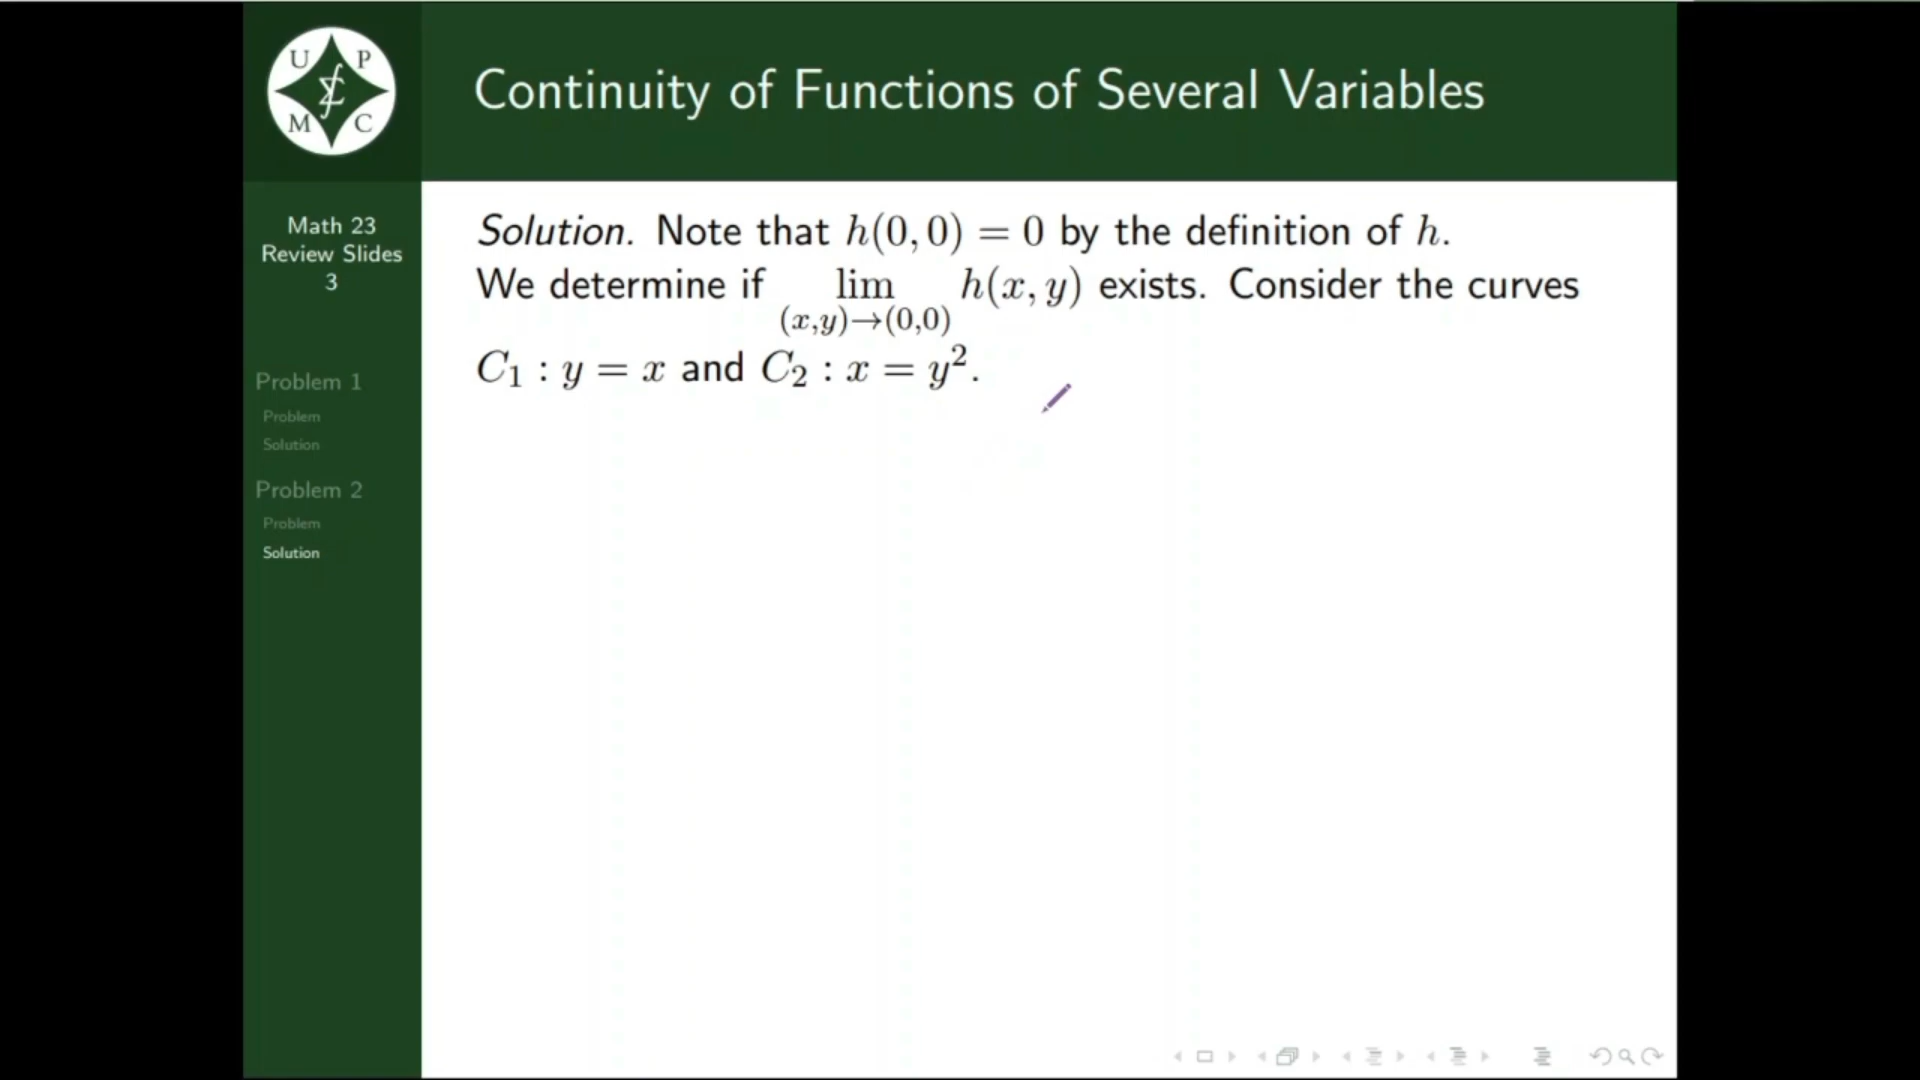 U P
M C
Continuity of Functions of Several Variables
Math 23
Review Slides
3
Problem 1
Problem
Solution
Problem 2
Problem
Solution
Solution. Note that h(0, 0) = 0 by the definition of h.
We determine if lim h(x, y) exists. Consider the curves
(x,y)→(0,0)
C₁ : y = x and C₂ : x = y².